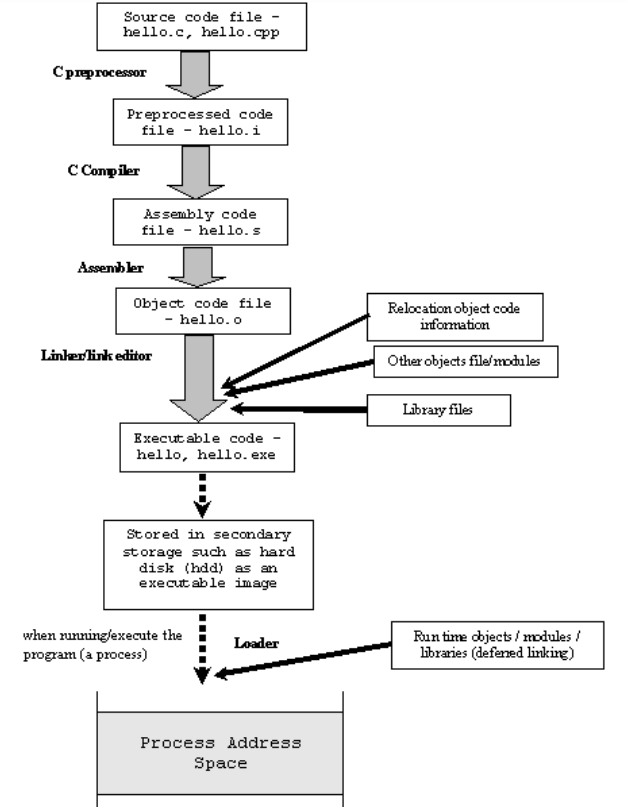 Source code file -
hello.c, hello.cpp
C preprocessor
Preprocessed code
file - hello.i
C Compiler
Assembly code
file - hello.s
Assembler
Object code file
- hello.o
Relocation object code
information
Linker/link editor
Other objects file/modules
Library files
Executable code -
hello, hello.exe
Stored in secondary
storage such as hard
disk (hdd) as an
executable image
when running/execute the
program (a process)
Loader
Run time objects / modules /
libraries (deferred linking)
Process Address
Space